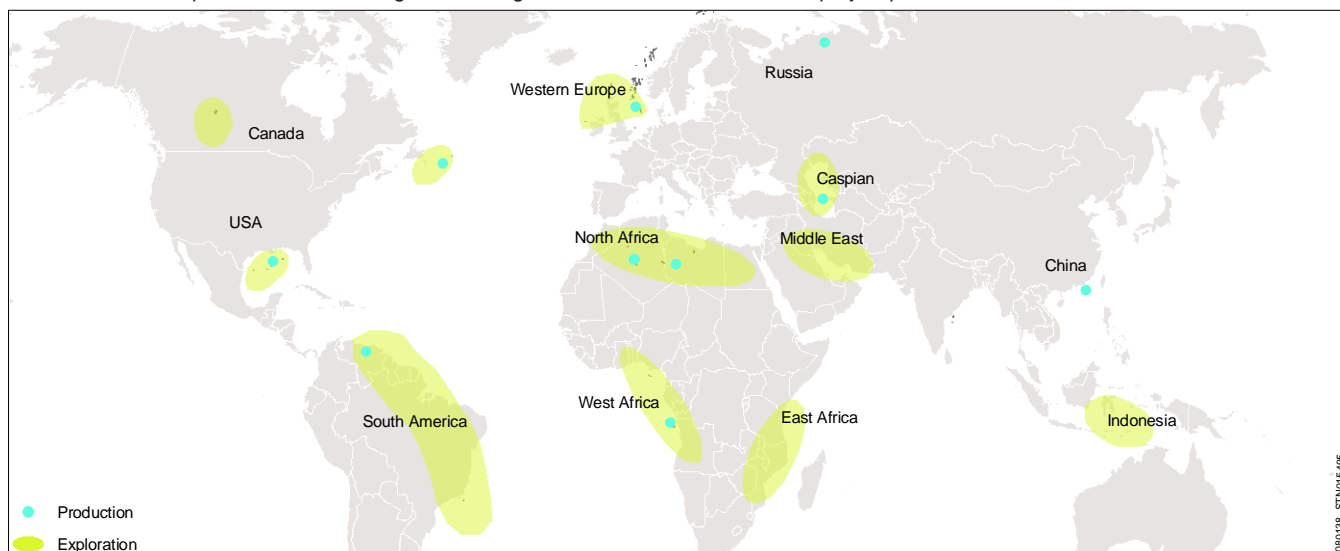 Russia
Western Europe
Canada
Caspian
USA
North Africa
Middle East
China
West Africa
East Africa
South America
Indonesia
Production
Exploration